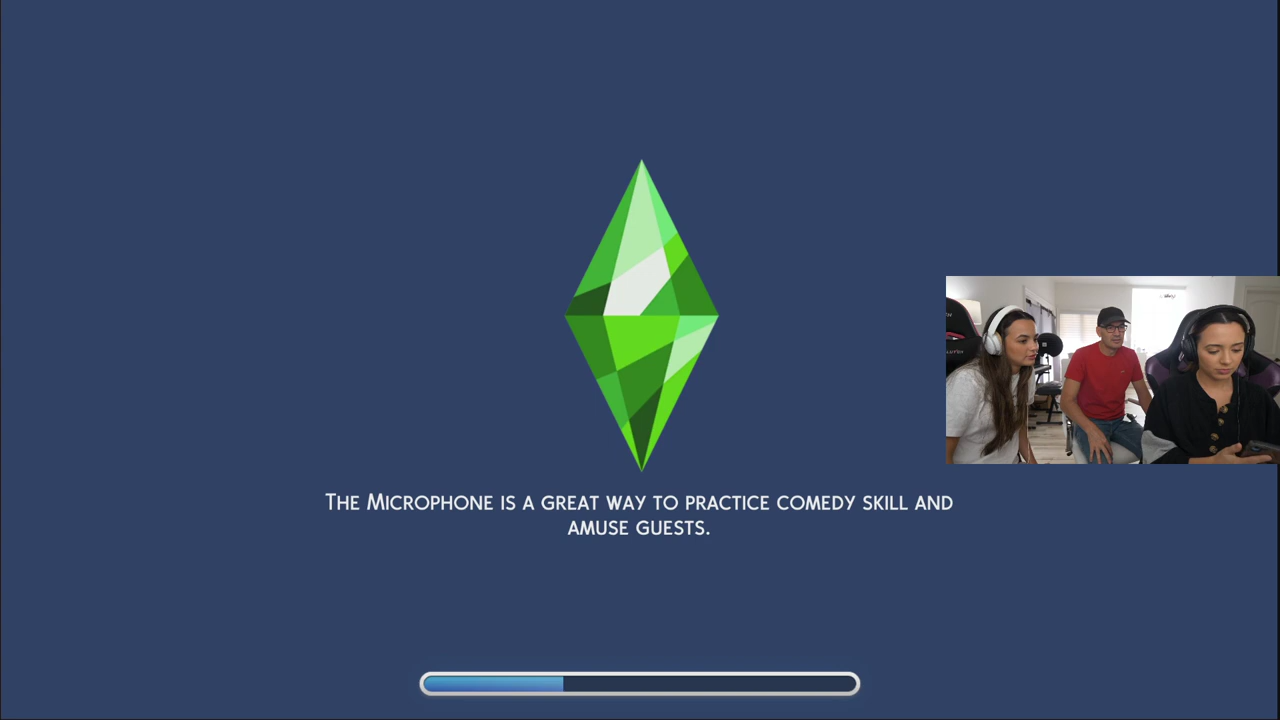 The Microphone is a great way to practice comedy skill and
amuse guests.